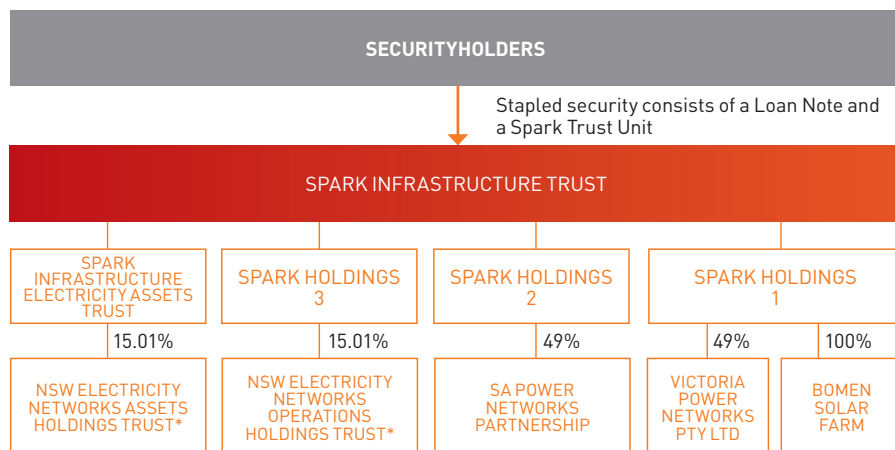 SECURITYHOLDERS
Stapled security consists of a Loan Note and
a Spark Trust Unit
SPARK INFRASTRUCTURE TRUST
SPARK
INFRASTRUCTURE
ELECTRICITY ASSETS
TRUST
SPARK HOLDINGS
3
SPARK HOLDINGS
2
SPARK HOLDINGS
1
15.01%
15.01%
49%
49%
100%
NSW ELECTRICITY
NETWORKS ASSETS
HOLDINGS TRUST*
NSW ELECTRICITY
NETWORKS
OPERATIONS
HOLDINGS TRUST*
SA POWER
NETWORKS
PARTNERSHIP
VICTORIA
POWER
NETWORKS
PTY LTD
BOMEN
SOLAR
FARM